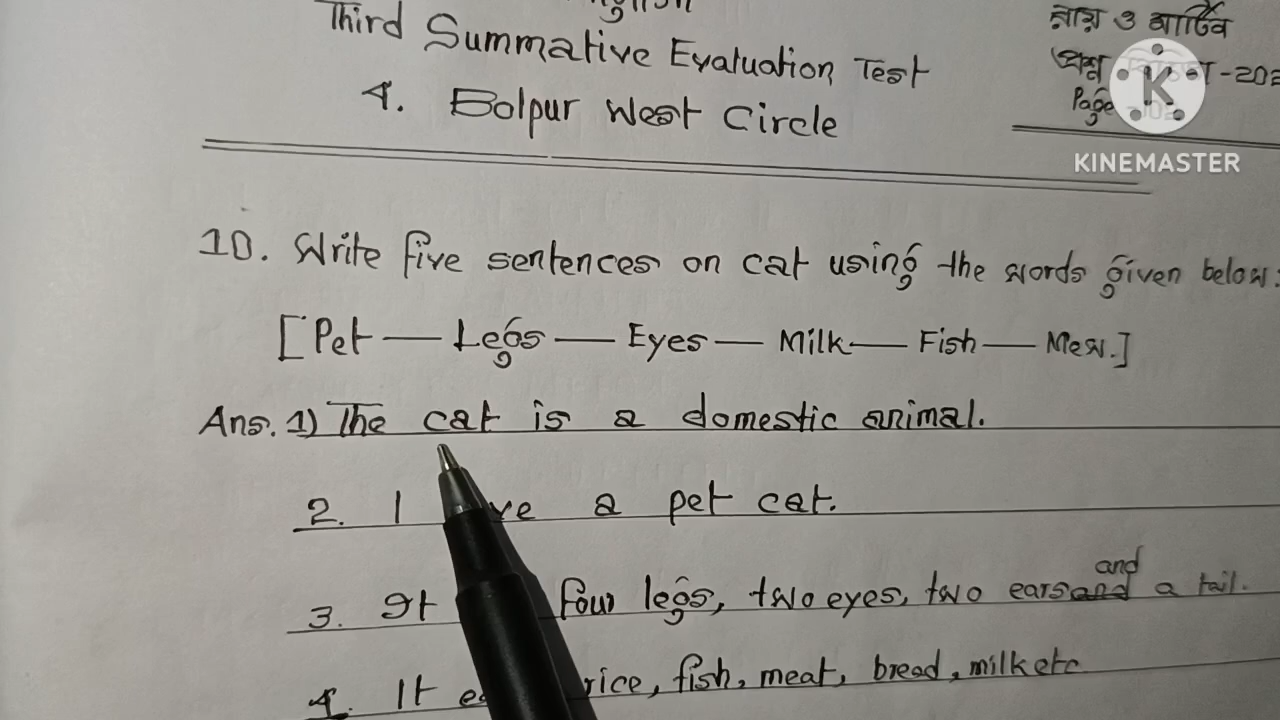 Third Summative Evaluation Test
4. Bolpur West Circle
রায় ও মার্টিন
প্রশ্ন
Page
KINEMASTER
10. Write five sentences on cat using the words given below:
[Pet — Legs — Eyes — Milk — Fish — Mew.]
Ans. 1) The cat is a domestic animal.
2. I a pet cat.
3. It four legs, two eyes, two ears and a tail.
4. It rice, fish, meat, bread, milk etc